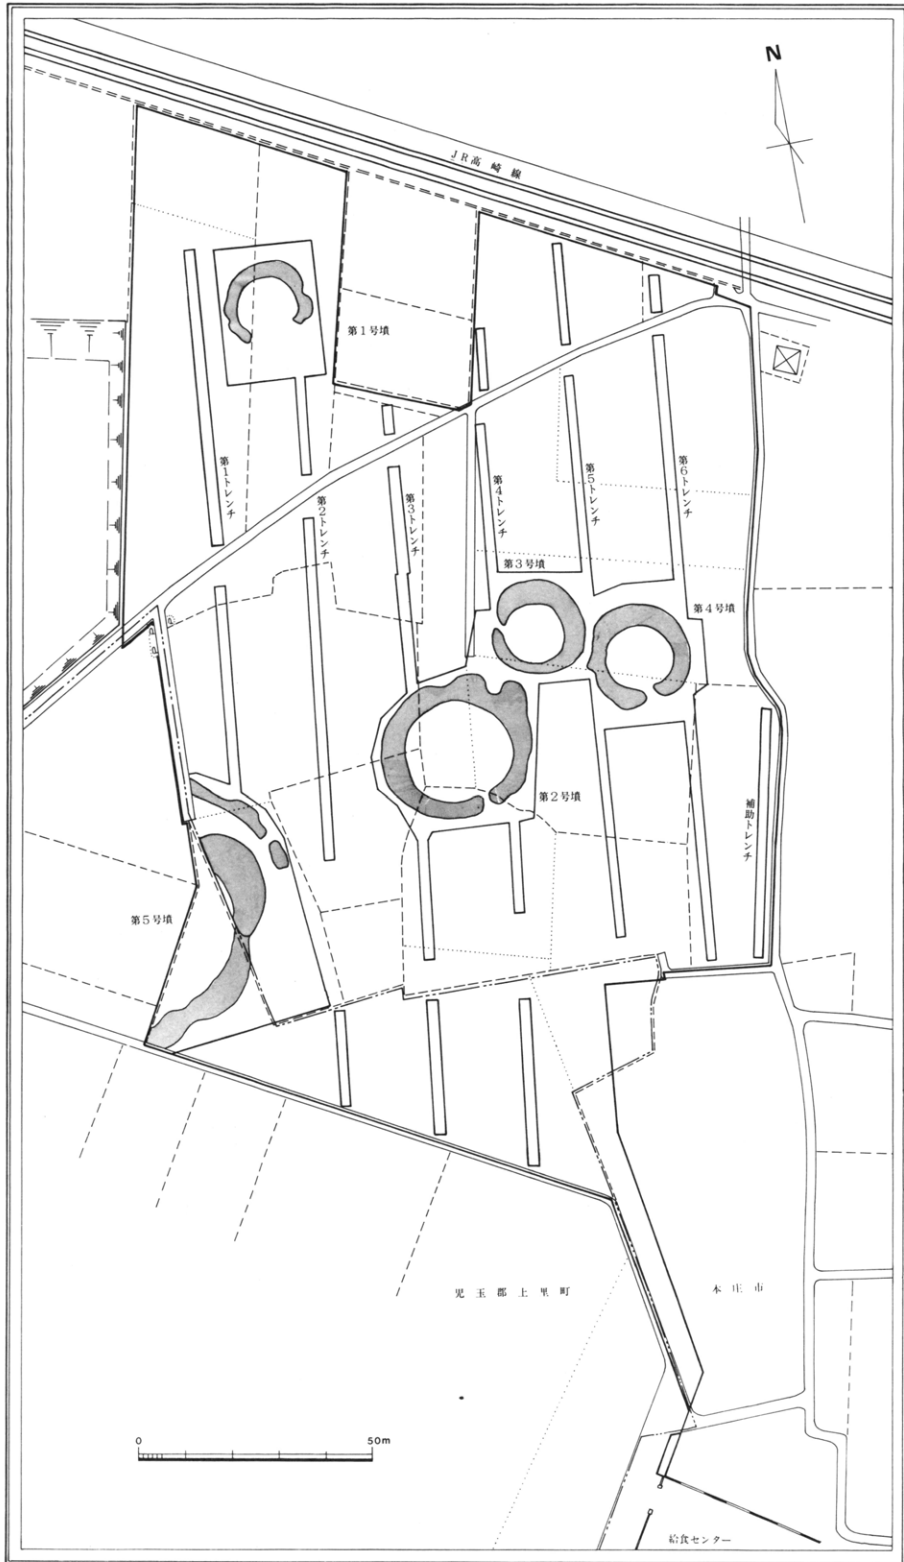 N
JR高崎線
第1号墳
第1トレンチ
第2トレンチ
第3トレンチ
第4トレンチ
第5トレンチ
第6トレンチ
第3号墳
第4号墳
第2号墳
補助トレンチ
第5号墳
児玉郡上里町
本庄市
0
50m
給食センター